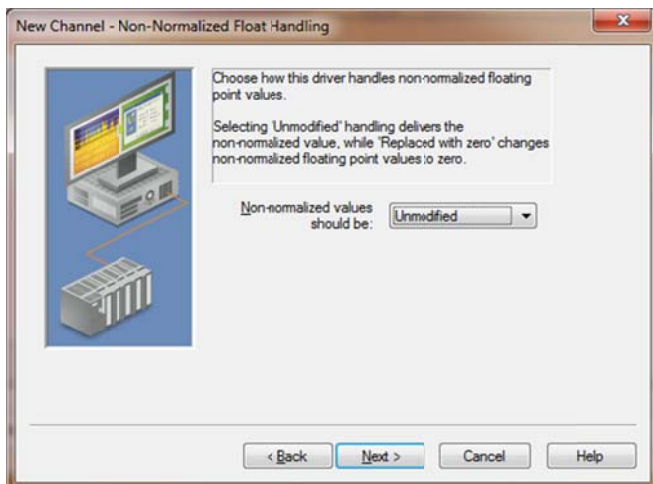 New Channel - Non-Normalized Float Handling
Choose how this driver handles non-normalized floating
point values.
Selecting 'Unmodified' handling delivers the
non-normalized value, while 'Replaced with zero' changes
non-normalized floating point values to zero.
Non-normalized values
should be:
Unmodified
< Back
Next >
Cancel
Help